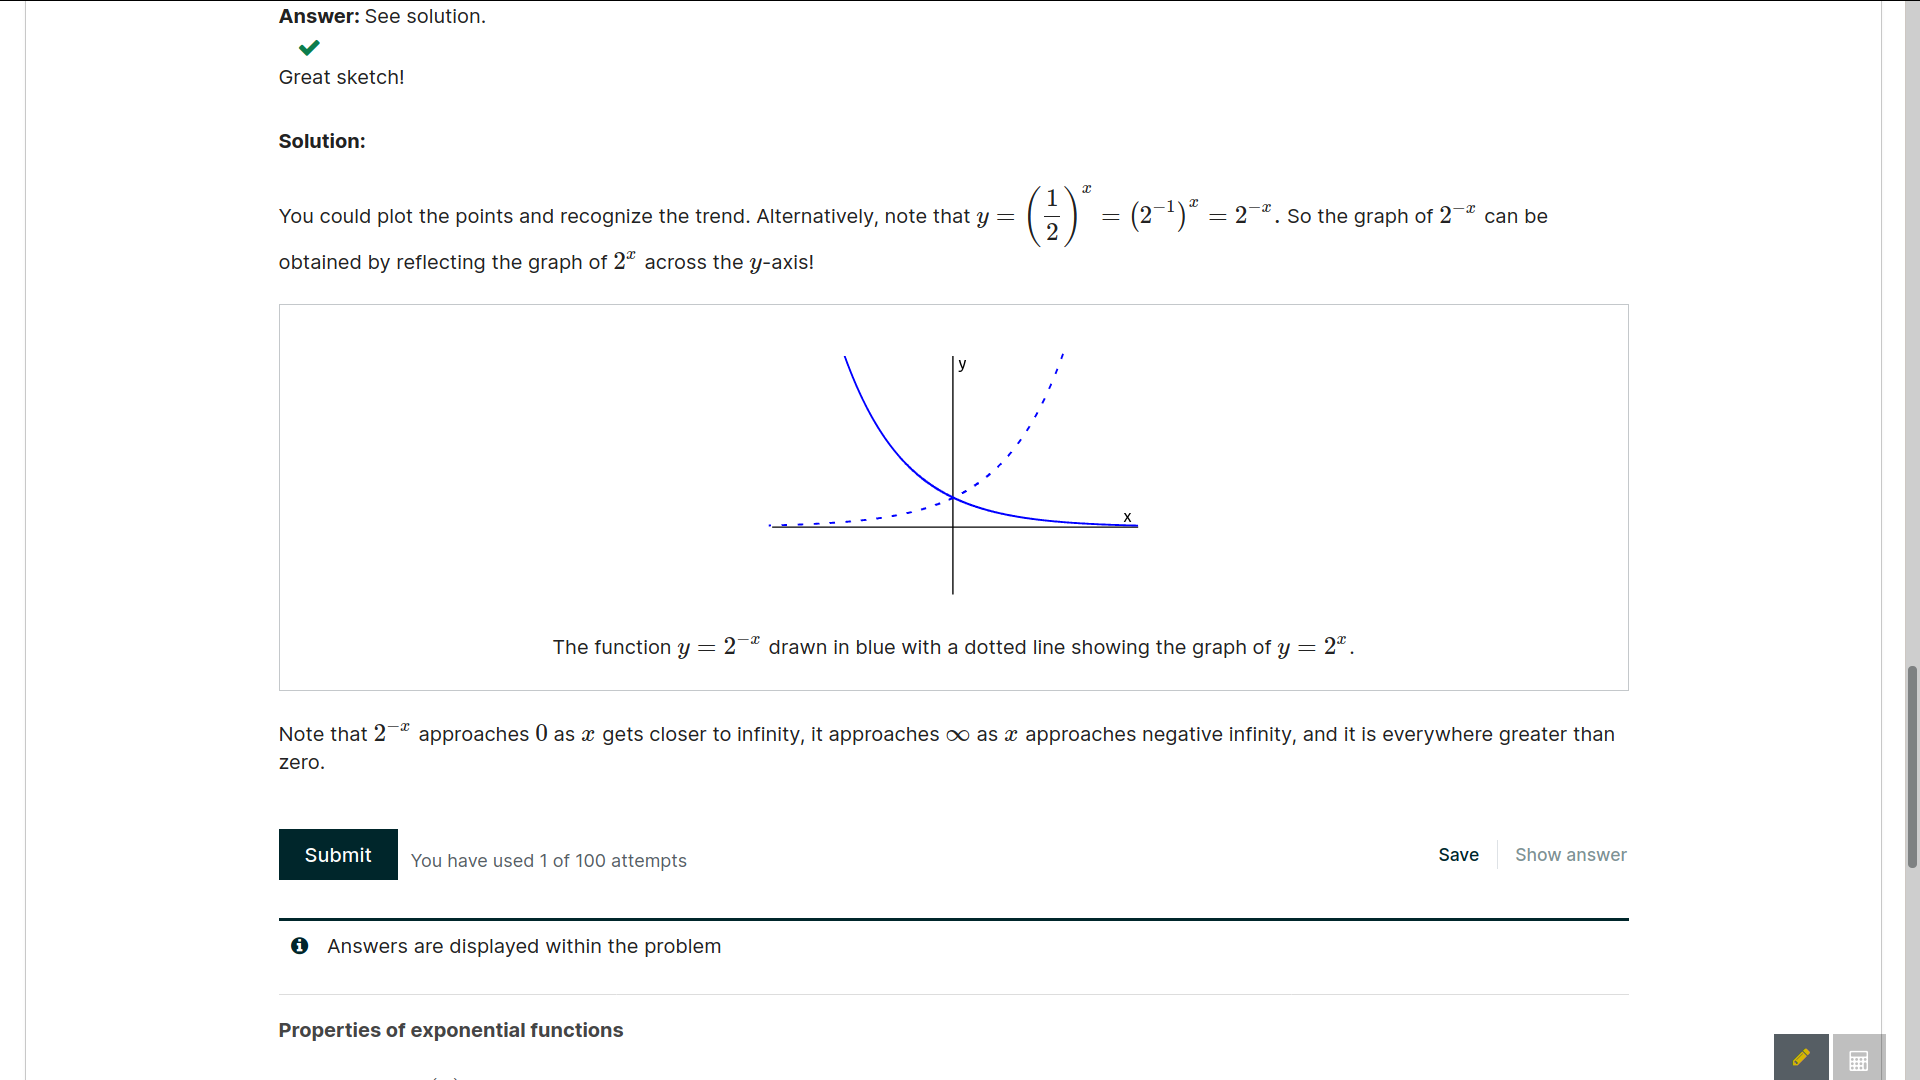 Answer: See solution.
Great sketch!
Solution:
You could plot the points and recognize the trend. Alternatively, note that y = (1/2)^x = (2^{-1})^x = 2^{-x}. So the graph of 2^{-x} can be
obtained by reflecting the graph of 2^x across the y-axis!
y
x
The function y = 2^{-x} drawn in blue with a dotted line showing the graph of y = 2^x.
Note that 2^{-x} approaches 0 as x gets closer to infinity, it approaches ∞ as x approaches negative infinity, and it is everywhere greater than
zero.
Submit You have used 1 of 100 attempts Save Show answer
Answers are displayed within the problem
Properties of exponential functions